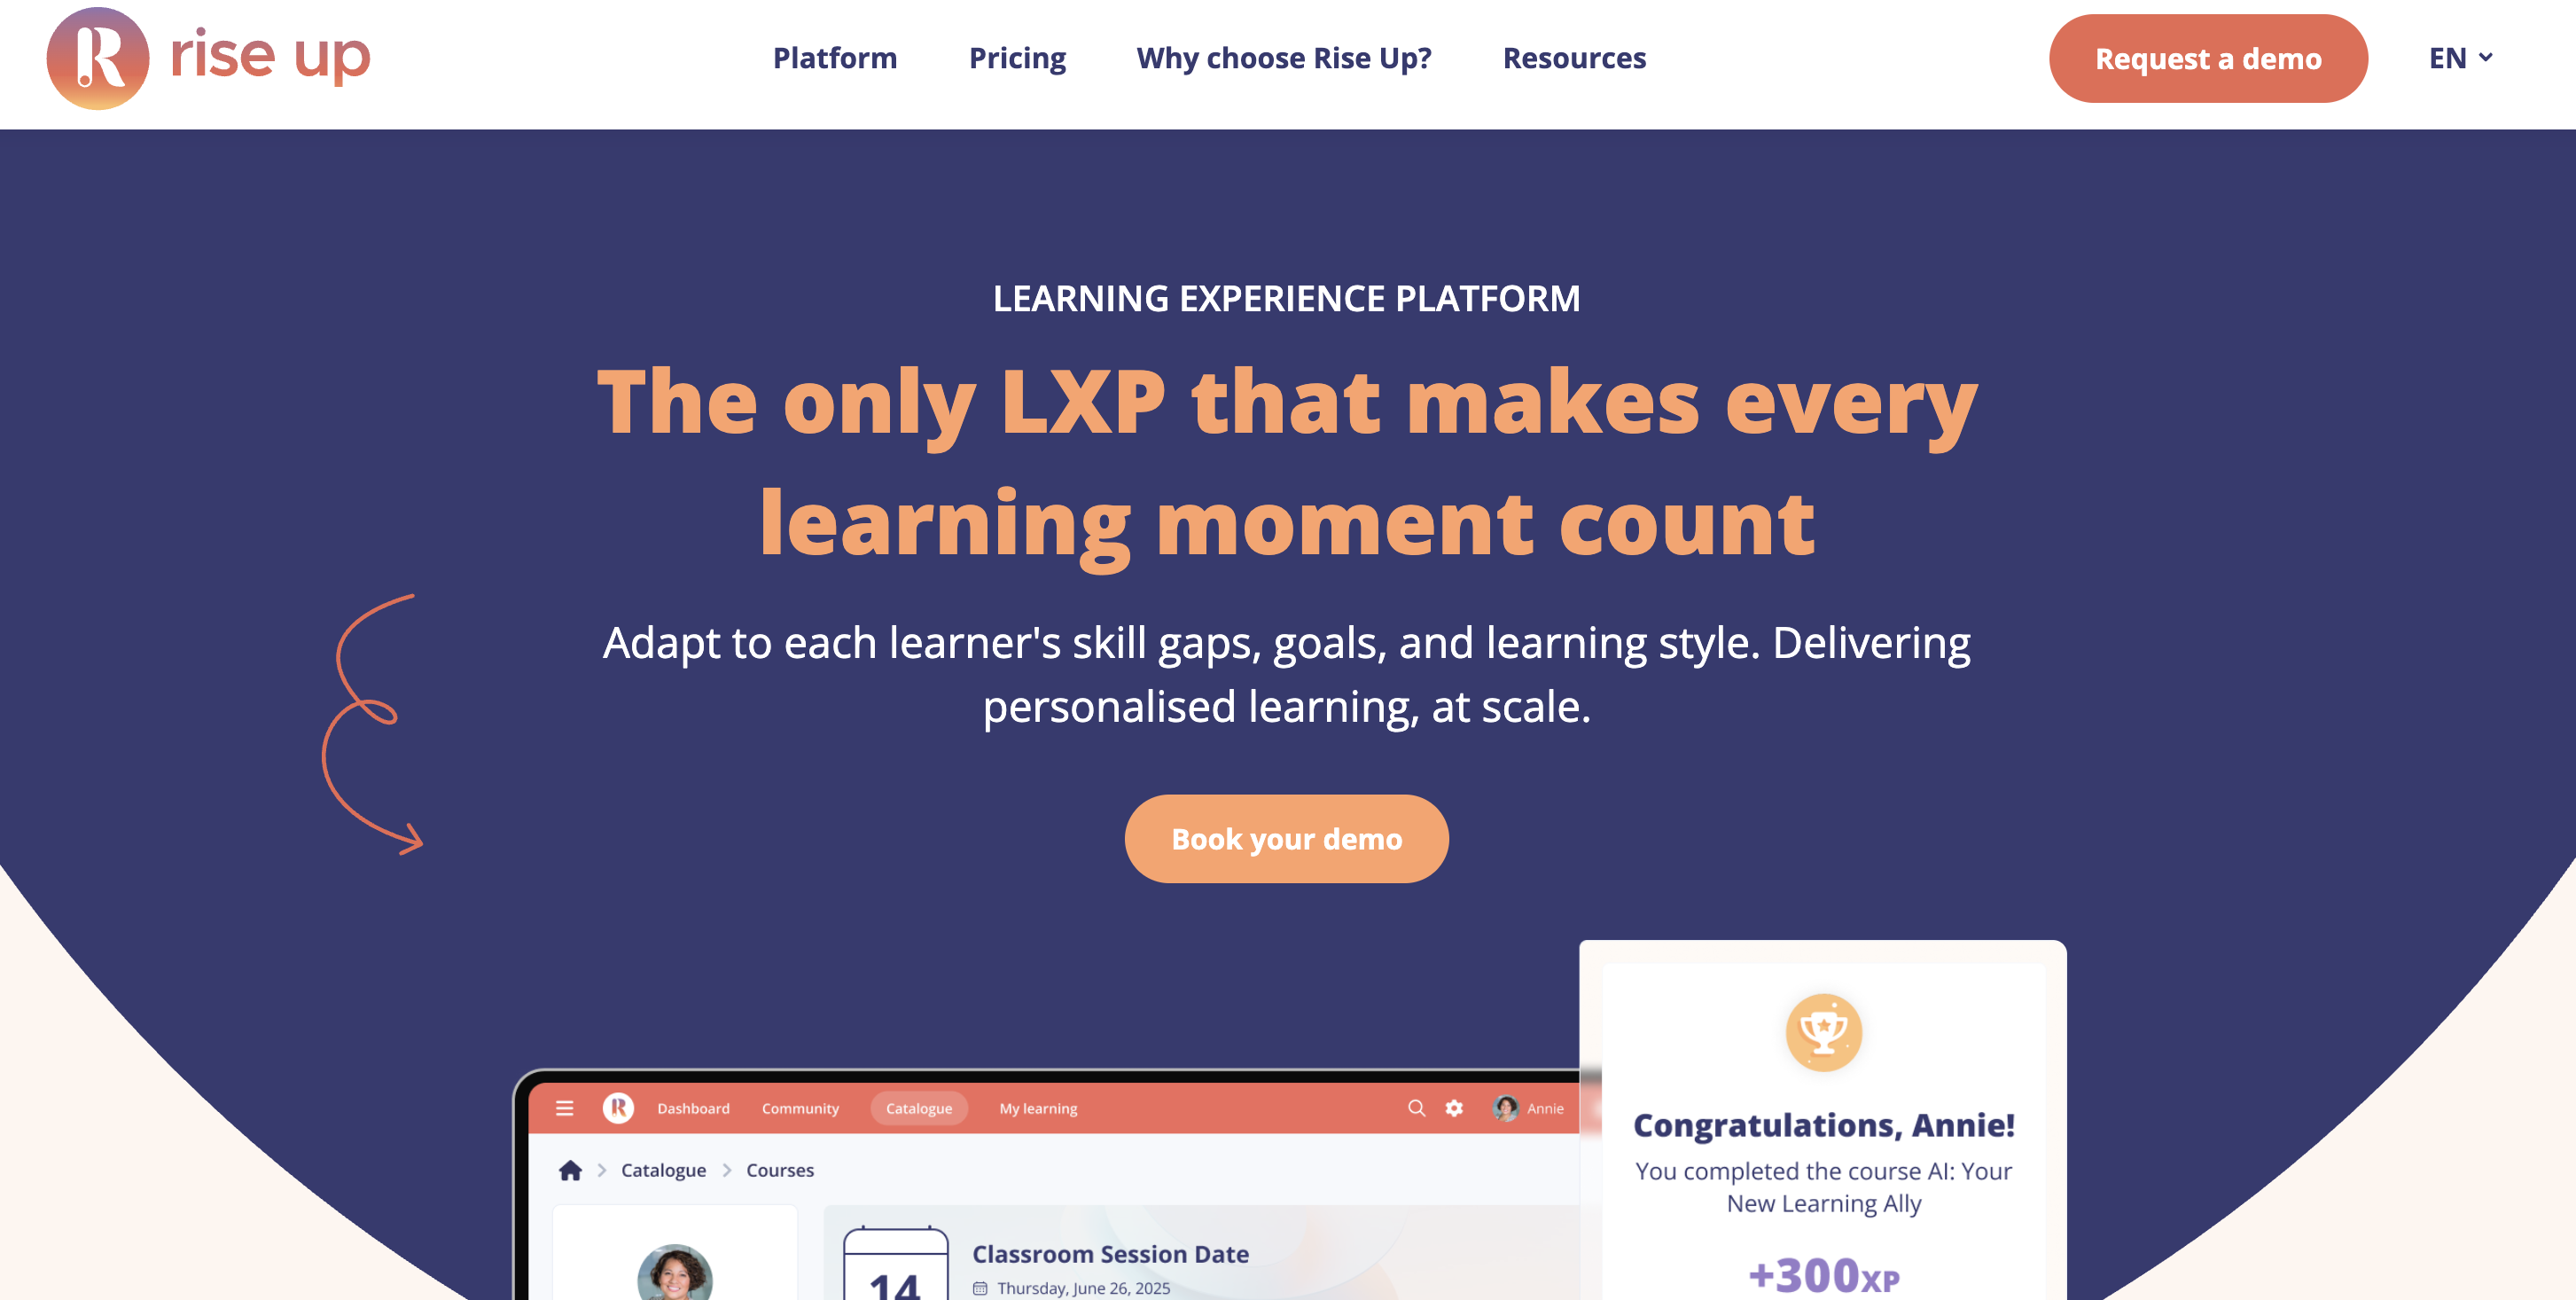 rise up
Platform
Pricing
Why choose Rise Up?
Resources
Request a demo
EN
LEARNING EXPERIENCE PLATFORM
The only LXP that makes every
learning moment count
Adapt to each learner's skill gaps, goals, and learning style. Delivering
personalised learning, at scale.
Book your demo
Dashboard
Community
Catalogue
My learning
Annie
Catalogue
Courses
Classroom Session Date
14
Thursday, June 26, 2025
Congratulations, Annie!
You completed the course AI: Your
New Learning Ally
+300XP